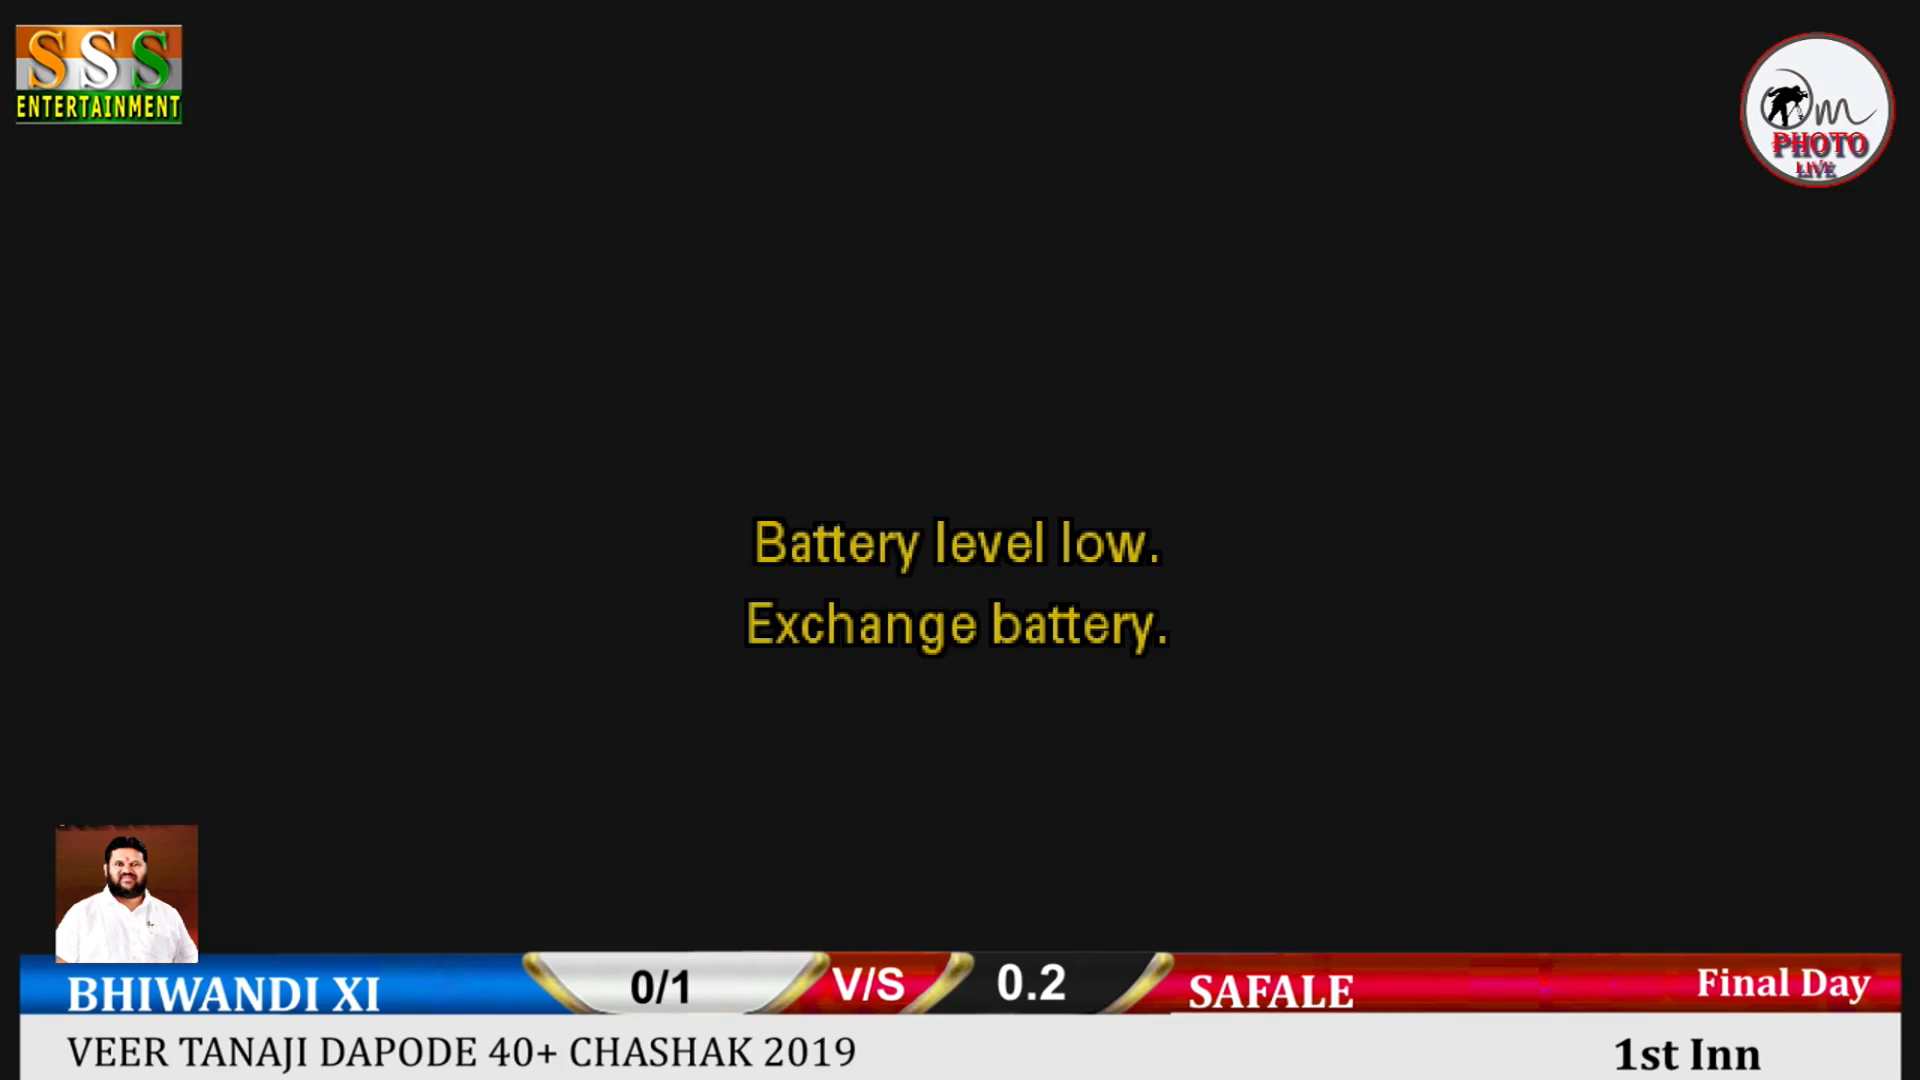 SSS
ENTERTAINMENT
Om
PHOTO
LIVE
Battery level low.
Exchange battery.
BHIWANDI XI
0/1
V/S
0.2
SAFALE
Final Day
VEER TANAJI DAPODE 40+ CHASHAK 2019
1st Inn